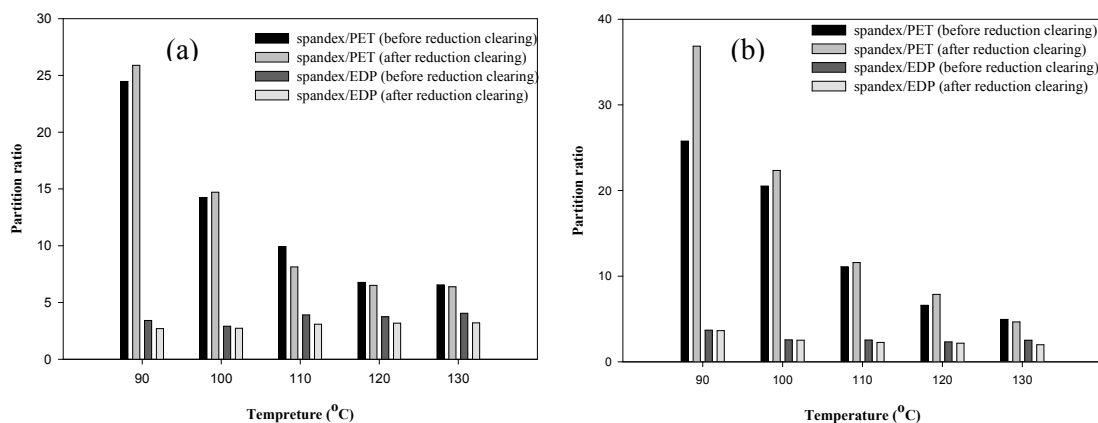 30
25
20
15
10
5
0
Partition ratio
(a)
spandex/PET (before reduction clearing)
spandex/PET (after reduction clearing)
spandex/EDP (before reduction clearing)
spandex/EDP (after reduction clearing)
90 100 110 120 130
Tempreture (°C)
40
30
20
10
0
Partition ratio
(b)
spandex/PET (before reduction clearing)
spandex/PET (after reduction clearing)
spandex/EDP (before reduction clearing)
spandex/EDP (after reduction clearing)
90 100 110 120 130
Temperature (°C)